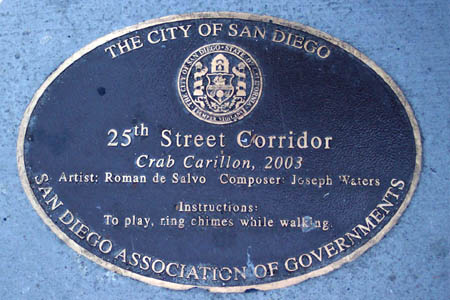 THE CITY OF SAN DIEGO
25th Street Corridor
Crab Carillon, 2003
Artist: Roman de Salvo Composer: Joseph Waters
Instructions:
To play, ring chimes while walking.
SAN DIEGO ASSOCIATION OF GOVERNMENTS